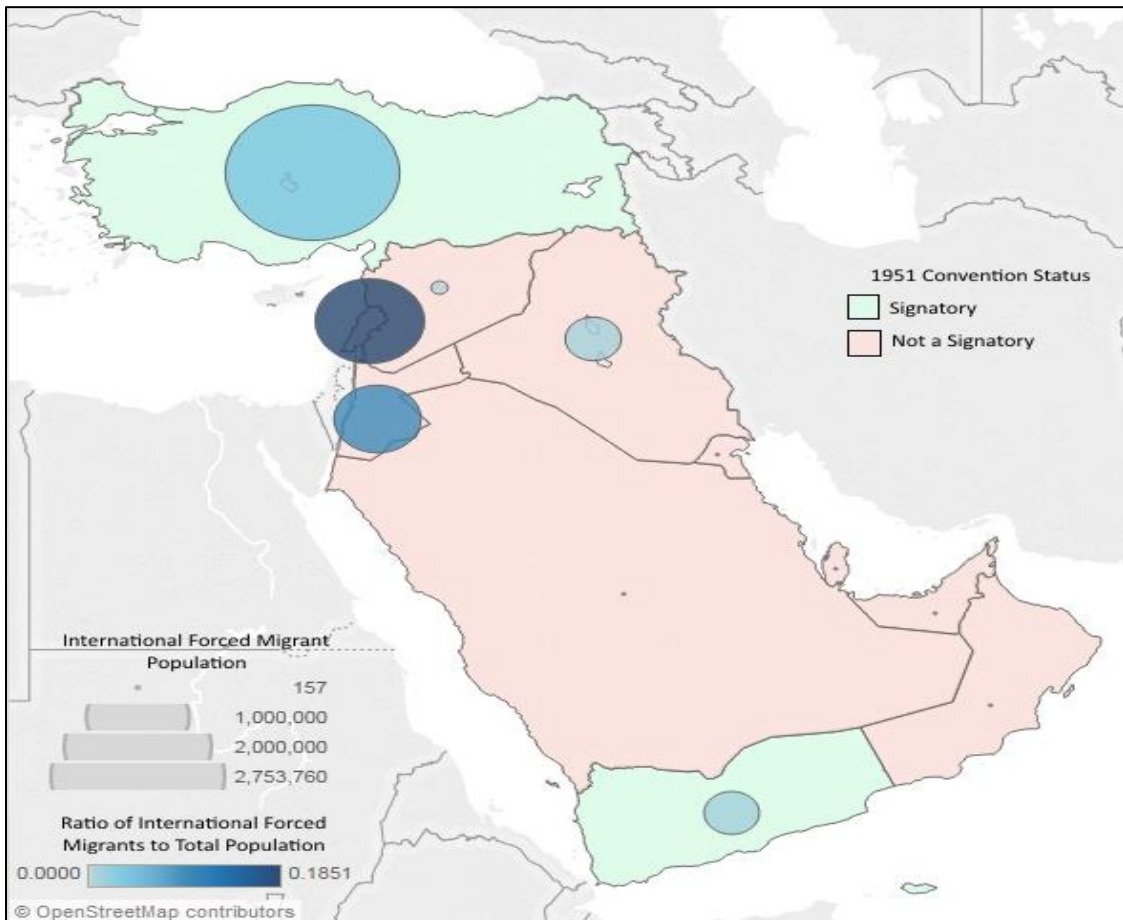 1951 Convention Status
Signatory
Not a Signatory
International Forced Migrant
Population
157
1,000,000
2,000,000
2,753,760
Ratio of International Forced
Migrants to Total Population
0.0000 0.1851
© OpenStreetMap contributors